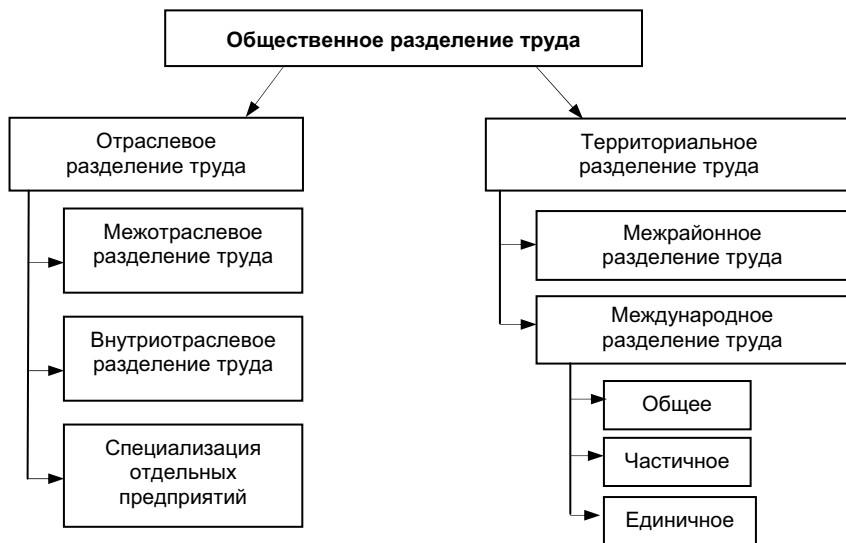 Общественное разделение труда
Отраслевое
разделение труда
Межотраслевое
разделение труда
Внутриотраслевое
разделение труда
Специализация
отдельных
предприятий
Территориальное
разделение труда
Межрайонное
разделение труда
Международное
разделение труда
Общее
Частичное
Единичное